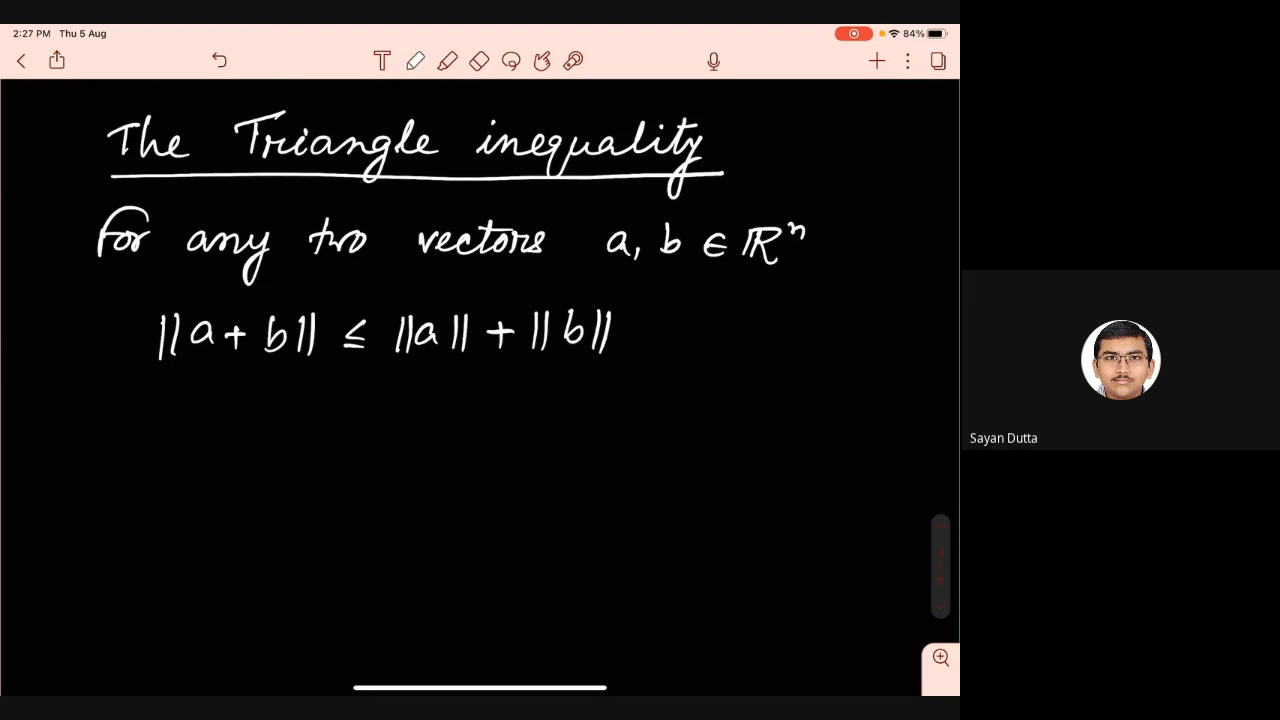 2:27 PM Thu 5 Aug
84%
The Triangle inequality
For any two vectors a, b ∈ ℝⁿ
||a + b|| ≤ ||a|| + ||b||
Sayan Dutta